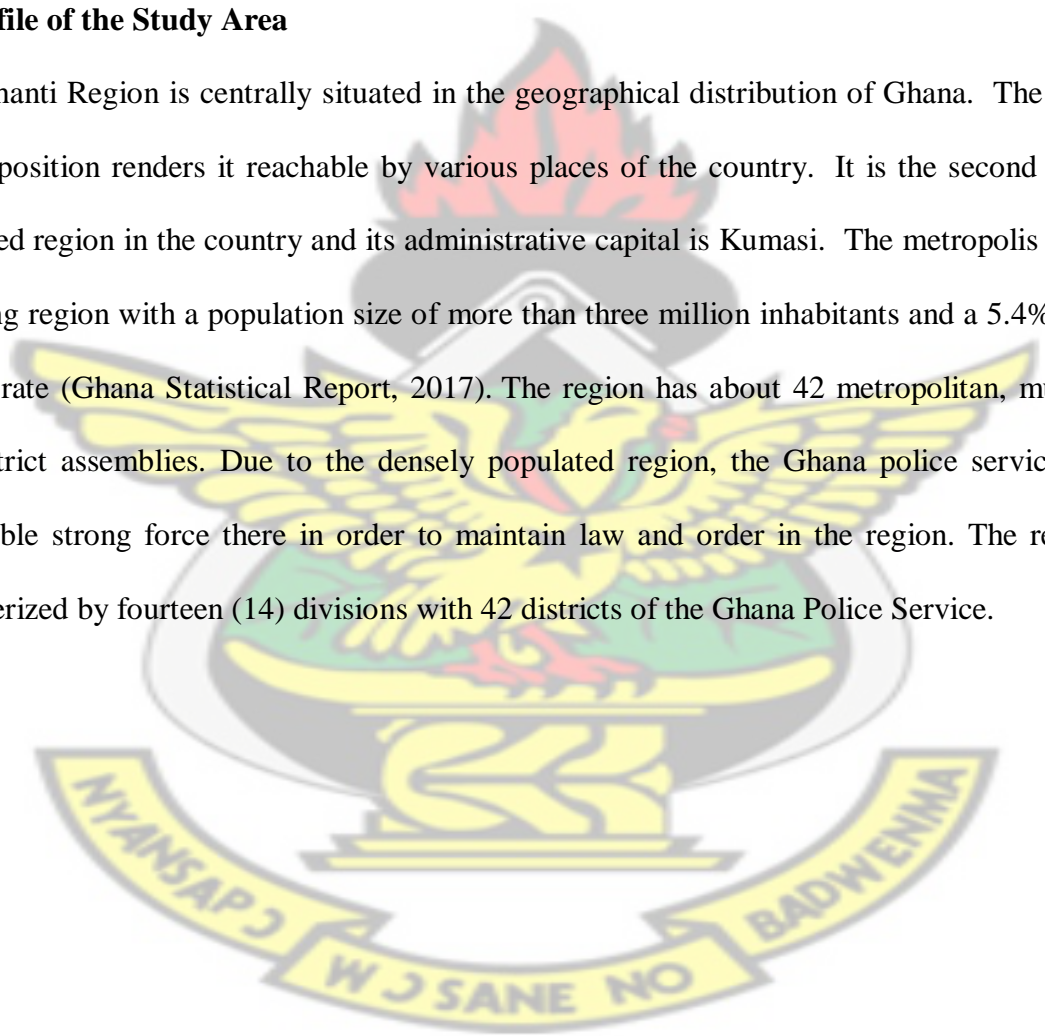 file of the Study Area
nanti Region is centrally situated in the geographical distribution of Ghana. The
position renders it reachable by various places of the country. It is the second
ed region in the country and its administrative capital is Kumasi. The metropolis
ng region with a population size of more than three million inhabitants and a 5.4%
rate (Ghana Statistical Report, 2017). The region has about 42 metropolitan, mu
trict assemblies. Due to the densely populated region, the Ghana police servic
ble strong force there in order to maintain law and order in the region. The re
erized by fourteen (14) divisions with 42 districts of the Ghana Police Service.
NYANSAPƆ WƆ SANE NO BADWENMA